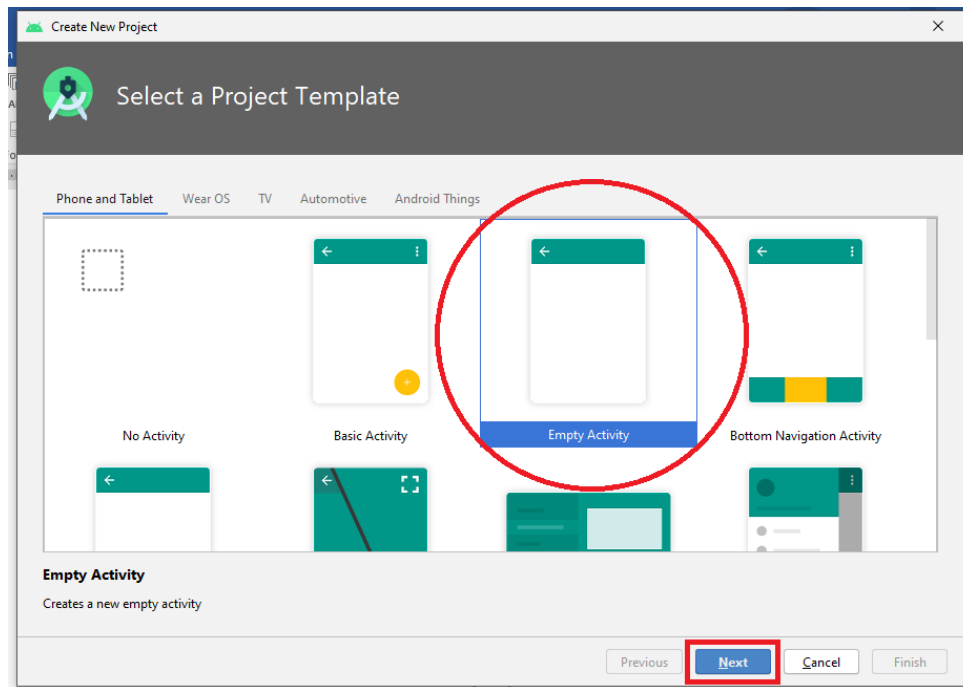 Create New Project
Select a Project Template
Phone and Tablet Wear OS TV Automotive Android Things
No Activity Basic Activity Empty Activity Bottom Navigation Activity
Empty Activity
Creates a new empty activity
Previous Next Cancel Finish